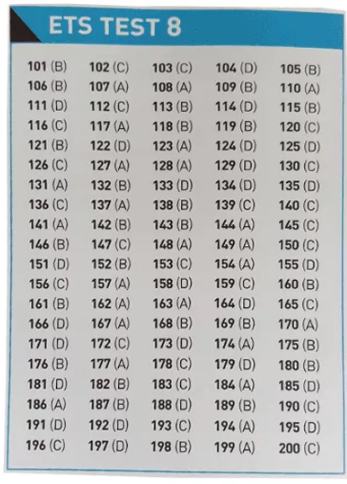 ETS TEST 8
101 (B) 102 (C) 103 (C) 104 (D) 105 (B)
106 (B) 107 (A) 108 (A) 109 (B) 110 (A)
111 (D) 112 (C) 113 (B) 114 (D) 115 (B)
116 (C) 117 (A) 118 (B) 119 (B) 120 (C)
121 (B) 122 (D) 123 (A) 124 (D) 125 (D)
126 (C) 127 (A) 128 (A) 129 (D) 130 (C)
131 (A) 132 (B) 133 (D) 134 (D) 135 (D)
136 (C) 137 (A) 138 (B) 139 (C) 140 (C)
141 (A) 142 (B) 143 (B) 144 (A) 145 (C)
146 (B) 147 (C) 148 (A) 149 (A) 150 (C)
151 (D) 152 (B) 153 (C) 154 (A) 155 (D)
156 (C) 157 (A) 158 (D) 159 (C) 160 (B)
161 (B) 162 (A) 163 (A) 164 (D) 165 (C)
166 (D) 167 (A) 168 (B) 169 (B) 170 (A)
171 (D) 172 (C) 173 (D) 174 (A) 175 (B)
176 (B) 177 (A) 178 (C) 179 (D) 180 (B)
181 (D) 182 (B) 183 (C) 184 (A) 185 (D)
186 (A) 187 (B) 188 (D) 189 (B) 190 (C)
191 (D) 192 (D) 193 (C) 194 (A) 195 (D)
196 (C) 197 (D) 198 (B) 199 (A) 200 (C)